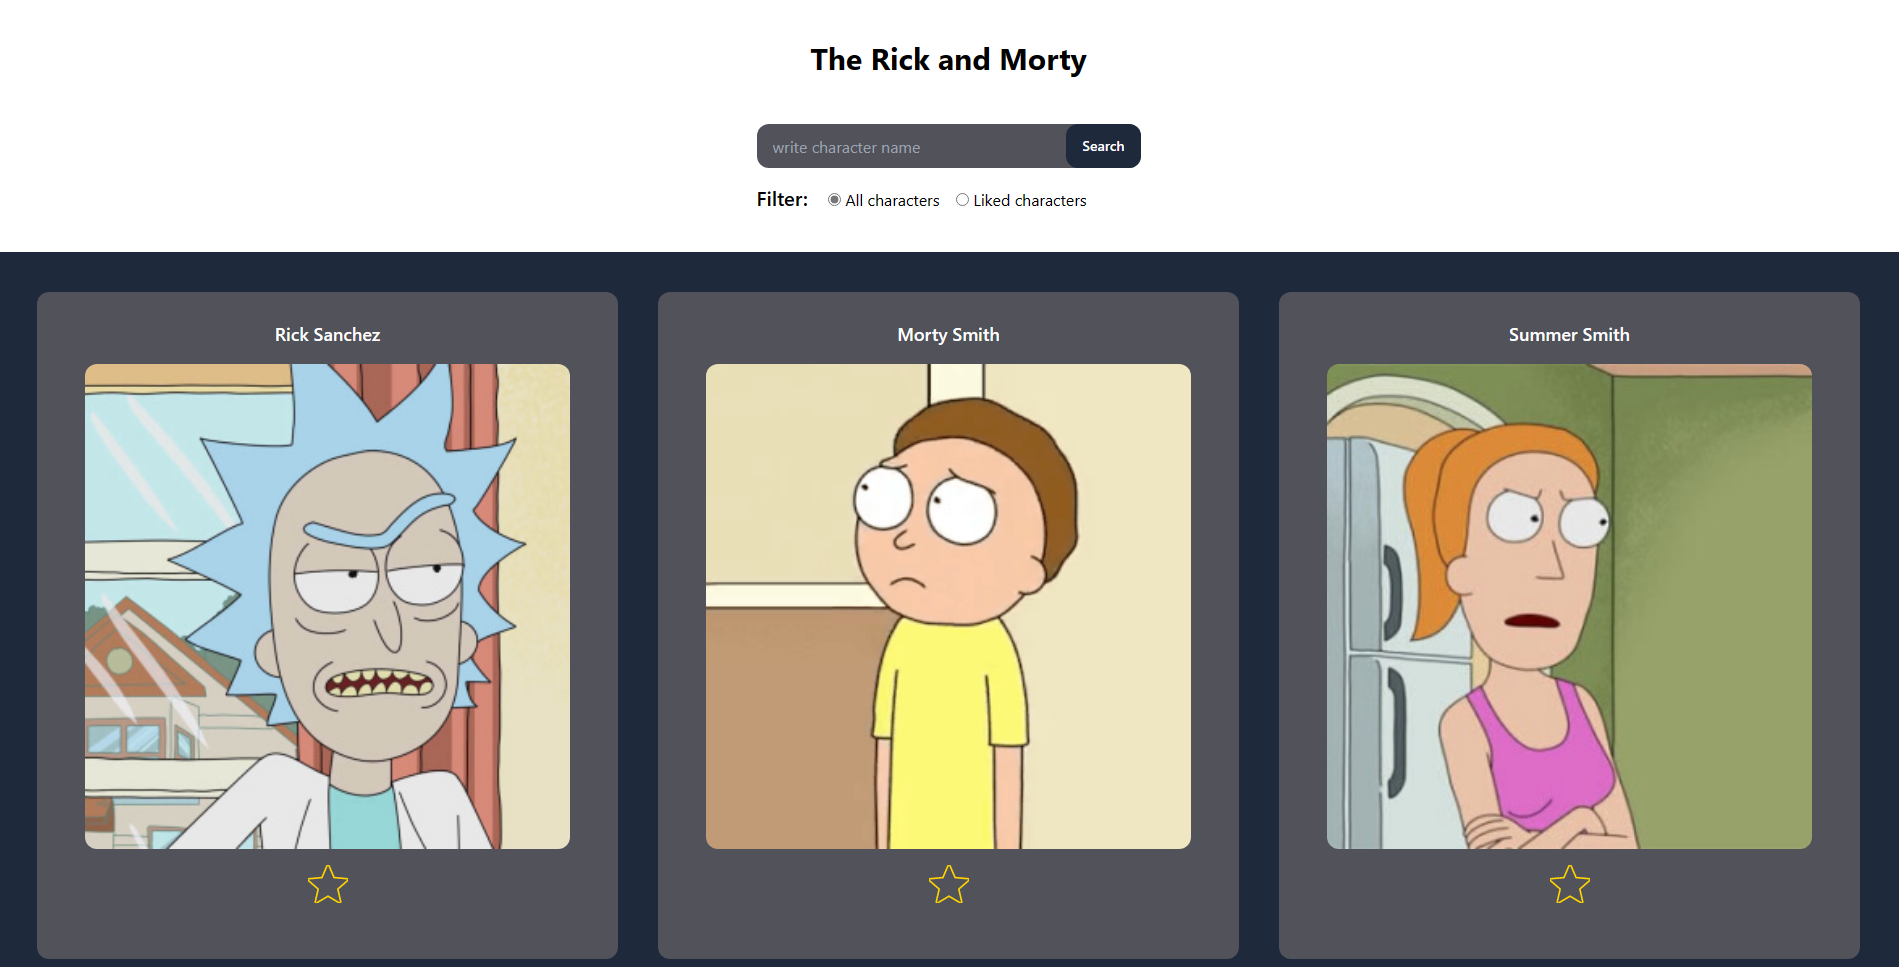 The Rick and Morty
write character name
Search
Filter: All characters Liked characters
Rick Sanchez
Morty Smith
Summer Smith